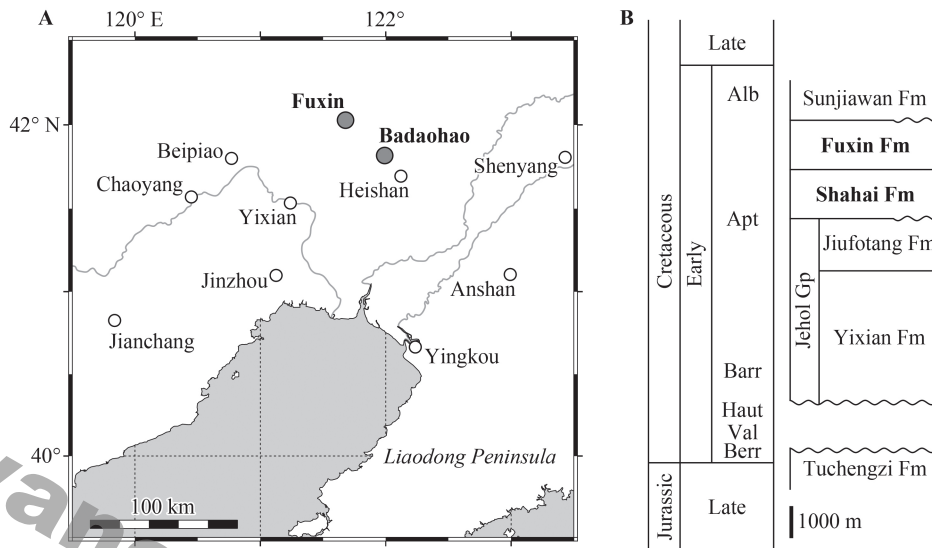 A
120° E
122°
Fuxin
42° N
Badaohao
Beipiao
Shenyang
Chaoyang
Heishan
Yixian
Jinzhou
Anshan
Jianchang
Yingkou
40°
Liaodong Peninsula
100 km
B
Late
Alb
Sunjiawan Fm
Fuxin Fm
Shahai Fm
Cretaceous
Early
Apt
Jehol Gp
Jiufotang Fm
Yixian Fm
Barr
Haut
Val
Berr
Tuchengzi Fm
Jurassic
Late
1000 m